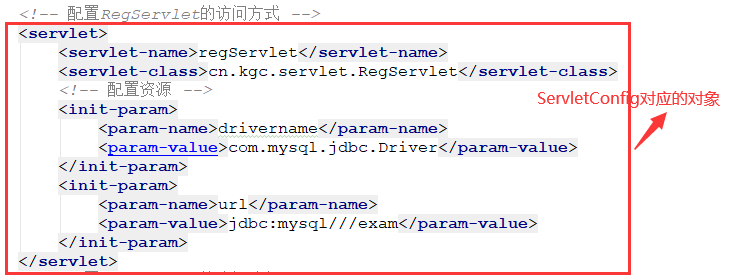 <!-- 配置RegServlet的访问方式 -->
<servlet>
<servlet-name>regServlet</servlet-name>
<servlet-class>cn.kgc.servlet.RegServlet</servlet-class>
<!-- 配置资源 -->
<init-param>
<param-name>drivername</param-name>
<param-value>com.mysql.jdbc.Driver</param-value>
</init-param>
<init-param>
<param-name>url</param-name>
<param-value>jdbc:mysql///exam</param-value>
</init-param>
</servlet>
ServletConfig对应的对象